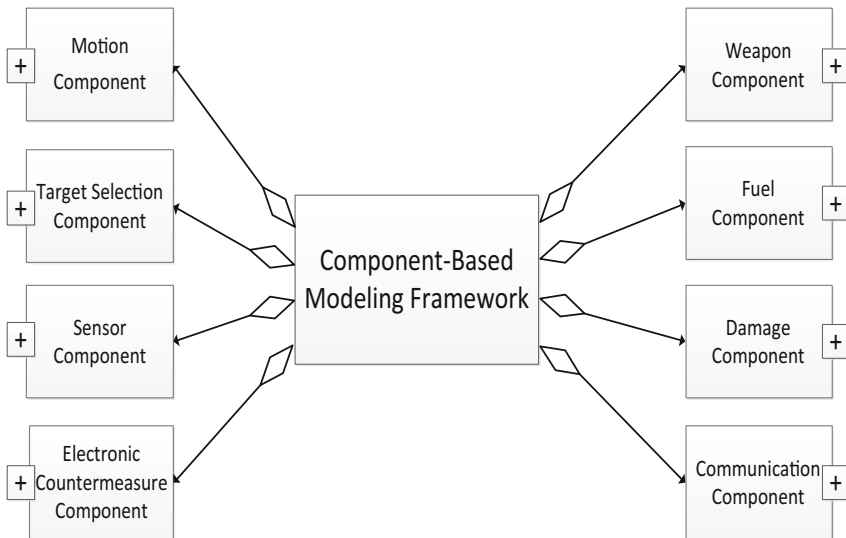 Motion
Component
+
Target Selection
Component
+
Sensor
Component
+
Electronic
Countermeasure
Component
+
Component-Based
Modeling Framework
Weapon
Component
+
Fuel
Component
+
Damage
Component
+
Communication
Component
+